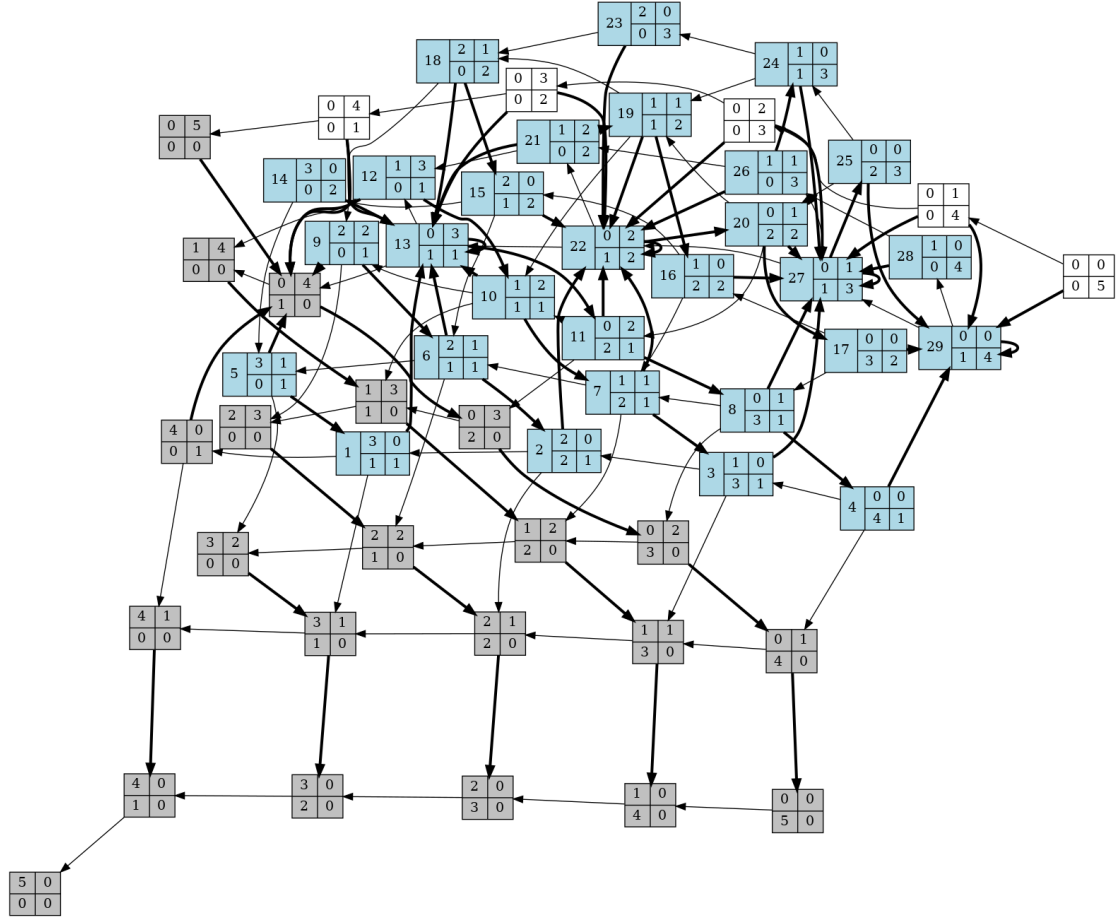 23 2 0
0 3
18 2 1
0 2
24 1 0
1 3
0 3
0 2
0 4
0 1
19 1 1
1 2
0 2
0 3
0 5
0 0
21 1 2
0 2
25 0 0
2 3
14 3 0
0 2
12 1 3
0 1
26 1 1
0 3
15 2 0
1 2
0 1
0 4
20 0 1
2 2
9 2 2
0 1
13 0 3
1 1
22 0 2
1 2
28 1 0
0 4
1 4
0 0
16 1 0
2 2
27 0 1
1 3
0 0
0 5
0 4
1 0
10 1 2
1 1
11 0 2
2 1
17 0 0
3 2
29 0 0
1 4
5 3 1
0 1
6 2 1
1 1
7 1 1
2 1
1 3
1 0
8 0 1
3 1
2 3
0 0
0 3
2 0
4 0
0 1
1 3 0
1 1
2 2 0
2 1
3 1 0
3 1
4 0 0
4 1
3 2
0 0
2 2
1 0
1 2
2 0
0 2
3 0
4 1
0 0
3 1
1 0
2 1
2 0
1 1
3 0
0 1
4 0
4 0
1 0
3 0
2 0
2 0
3 0
1 0
4 0
0 0
5 0
5 0
0 0